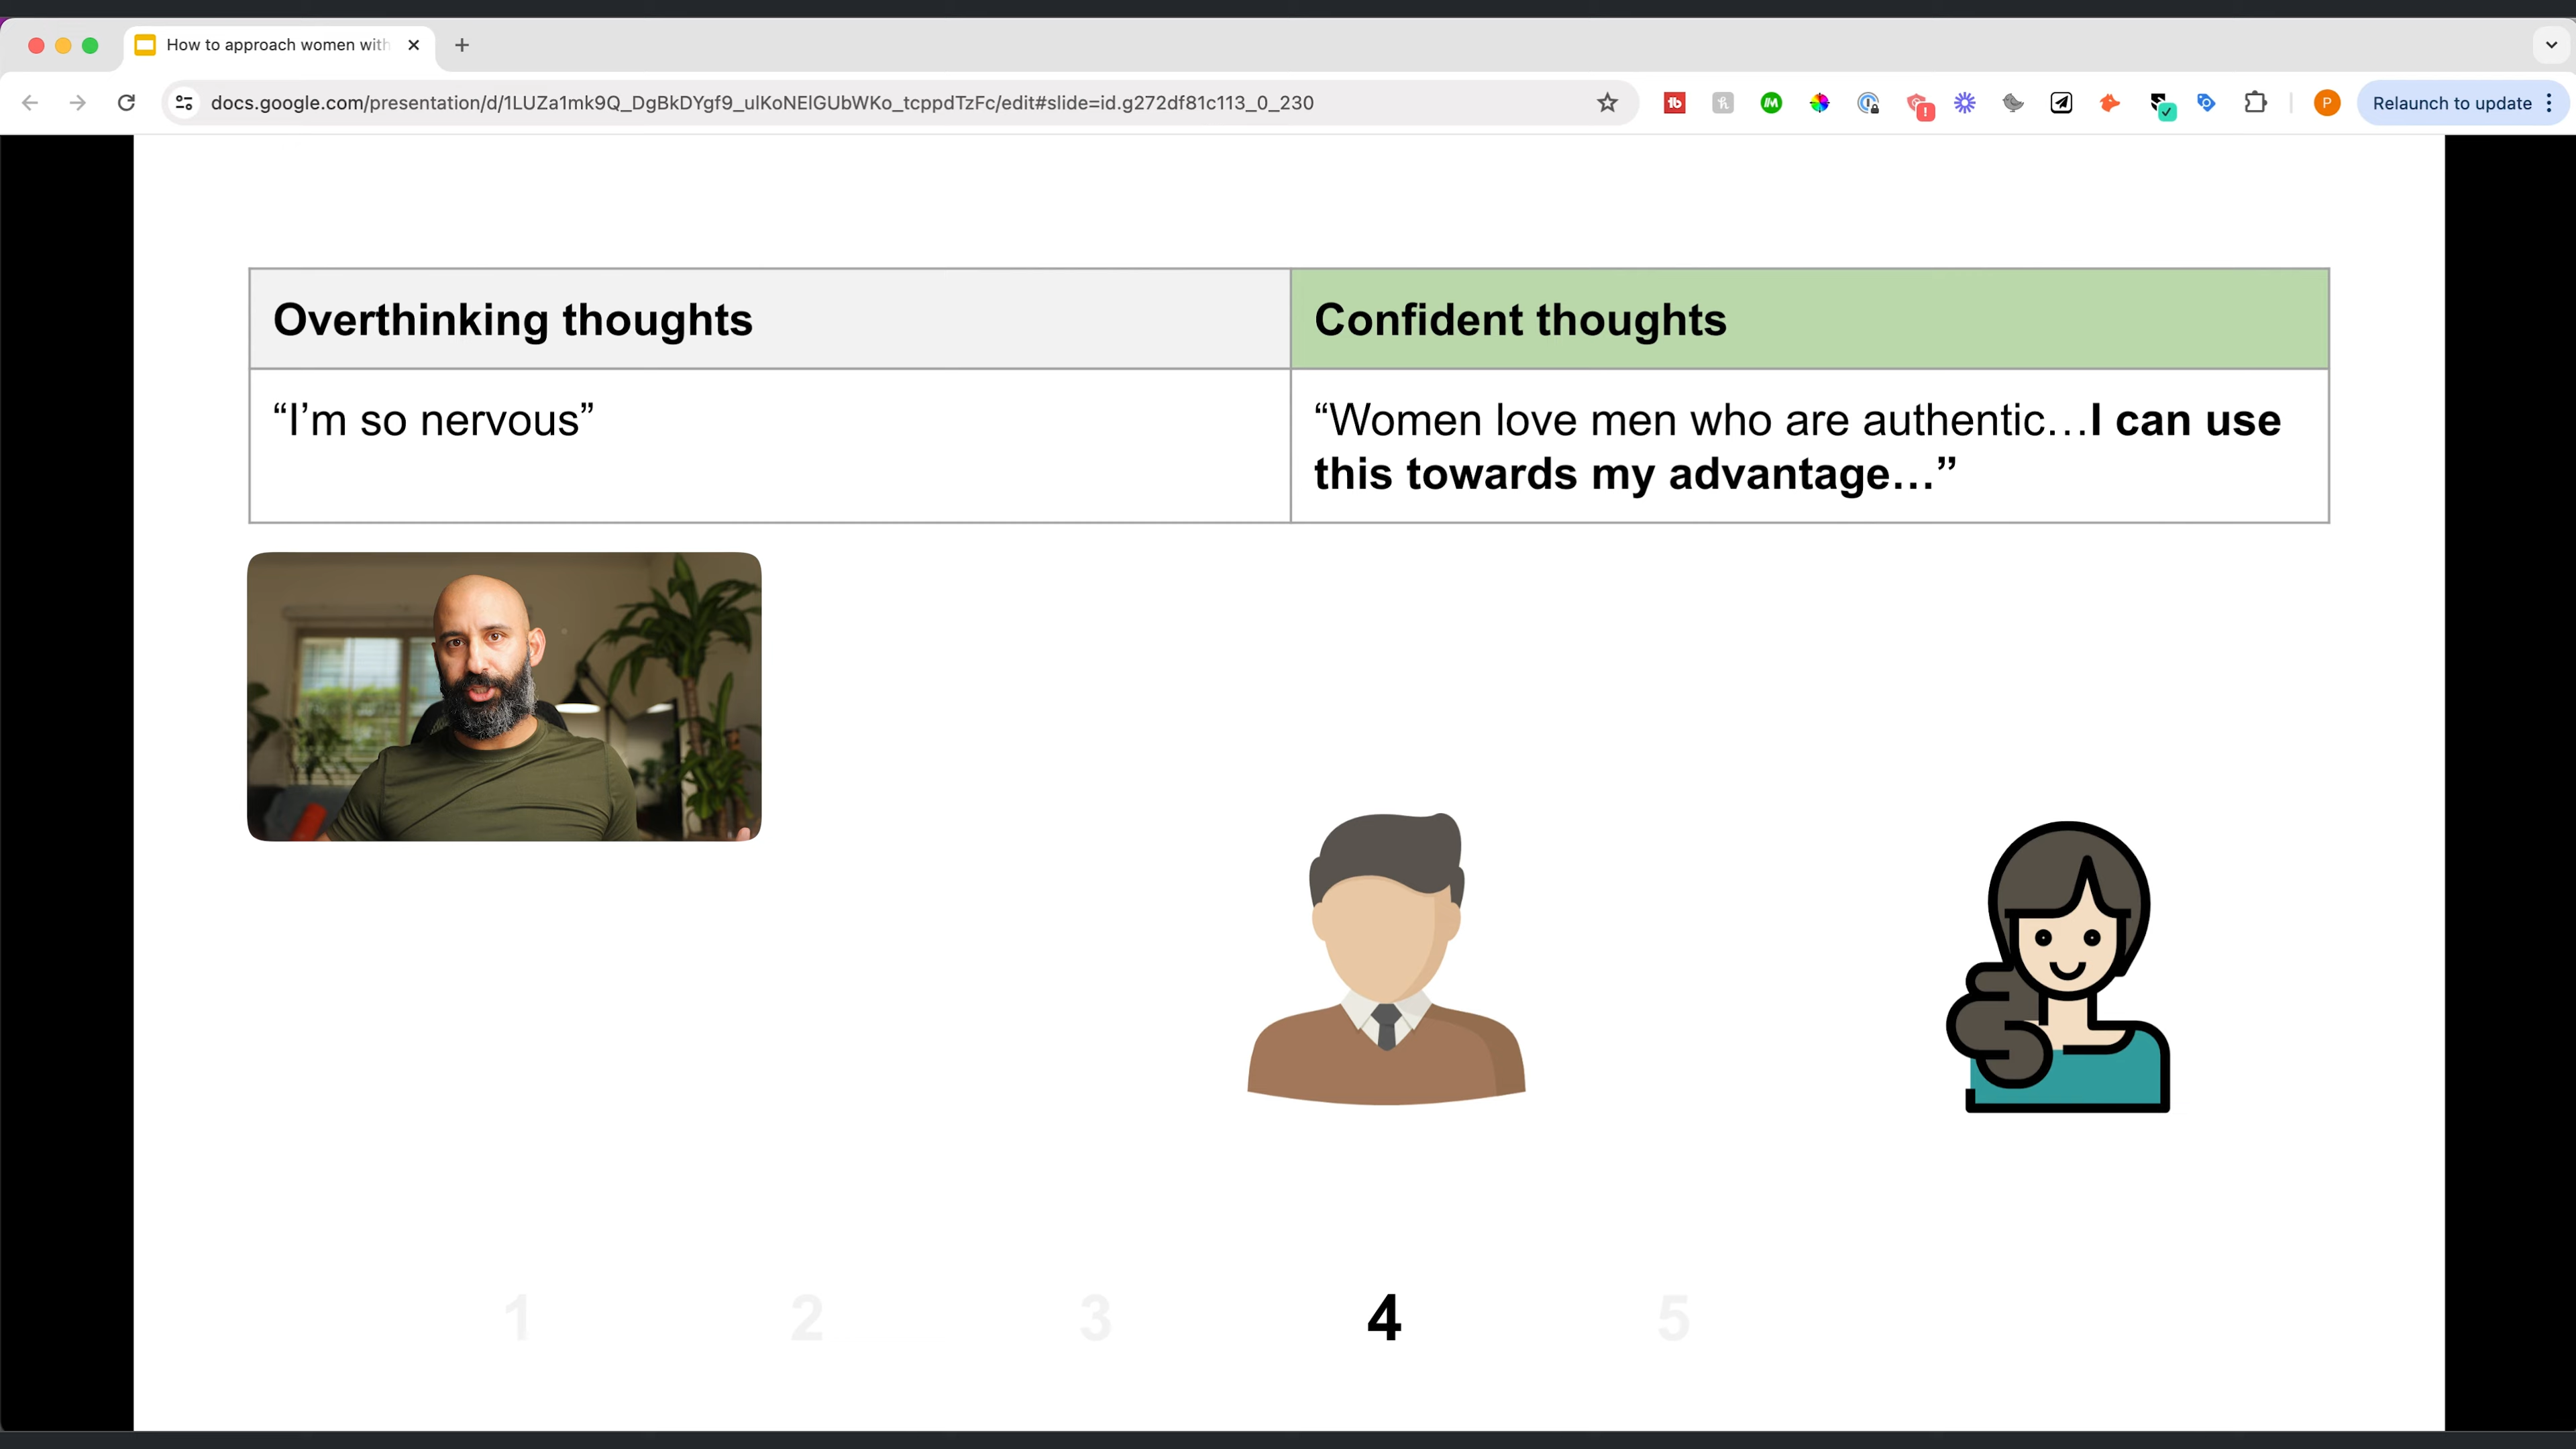 How to approach women with
docs.google.com/presentation/d/1LUZa1mk9Q_DgBkDYgf9_ulKoNElGUbWKo_tcppdTzFc/edit#slide=id.g272df81c113_0_230
P
Relaunch to update
Overthinking thoughts
Confident thoughts
“I’m so nervous”
“Women love men who are authentic…I can use
this towards my advantage…”
1 2 3 4 5